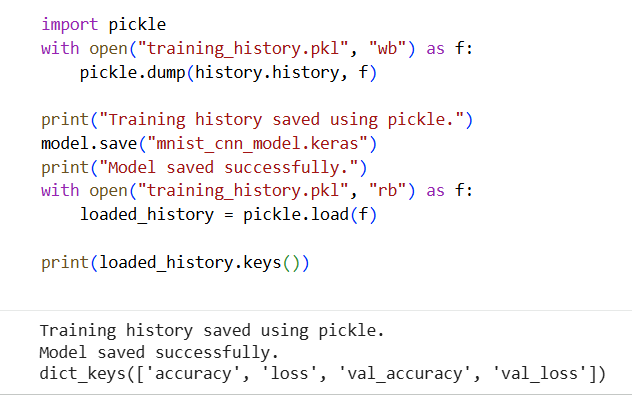 import pickle
with open("training_history.pkl", "wb") as f:
    pickle.dump(history.history, f)
print("Training history saved using pickle.")
model.save("mnist_cnn_model.keras")
print("Model saved successfully.")
with open("training_history.pkl", "rb") as f:
    loaded_history = pickle.load(f)
print(loaded_history.keys())
Training history saved using pickle.
Model saved successfully.
dict_keys(['accuracy', 'loss', 'val_accuracy', 'val_loss'])